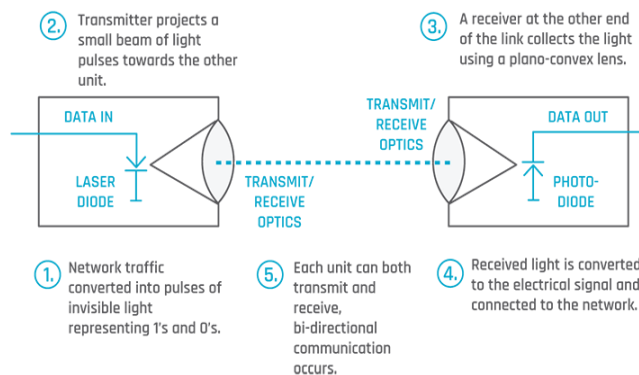 2. Transmitter projects a
small beam of light
pulses towards the other
unit.
3. A receiver at the other end
of the link collects the light
using a plano-convex lens.
DATA IN
LASER
DIODE
TRANSMIT/
RECEIVE
OPTICS
TRANSMIT/
RECEIVE
OPTICS
DATA OUT
PHOTO-
DIODE
1. Network traffic
converted into pulses of
invisible light
representing 1's and 0's.
5. Each unit can both
transmit and
receive,
bi-directional
communication
occurs.
4. Received light is converted
to the electrical signal and
connected to the network.